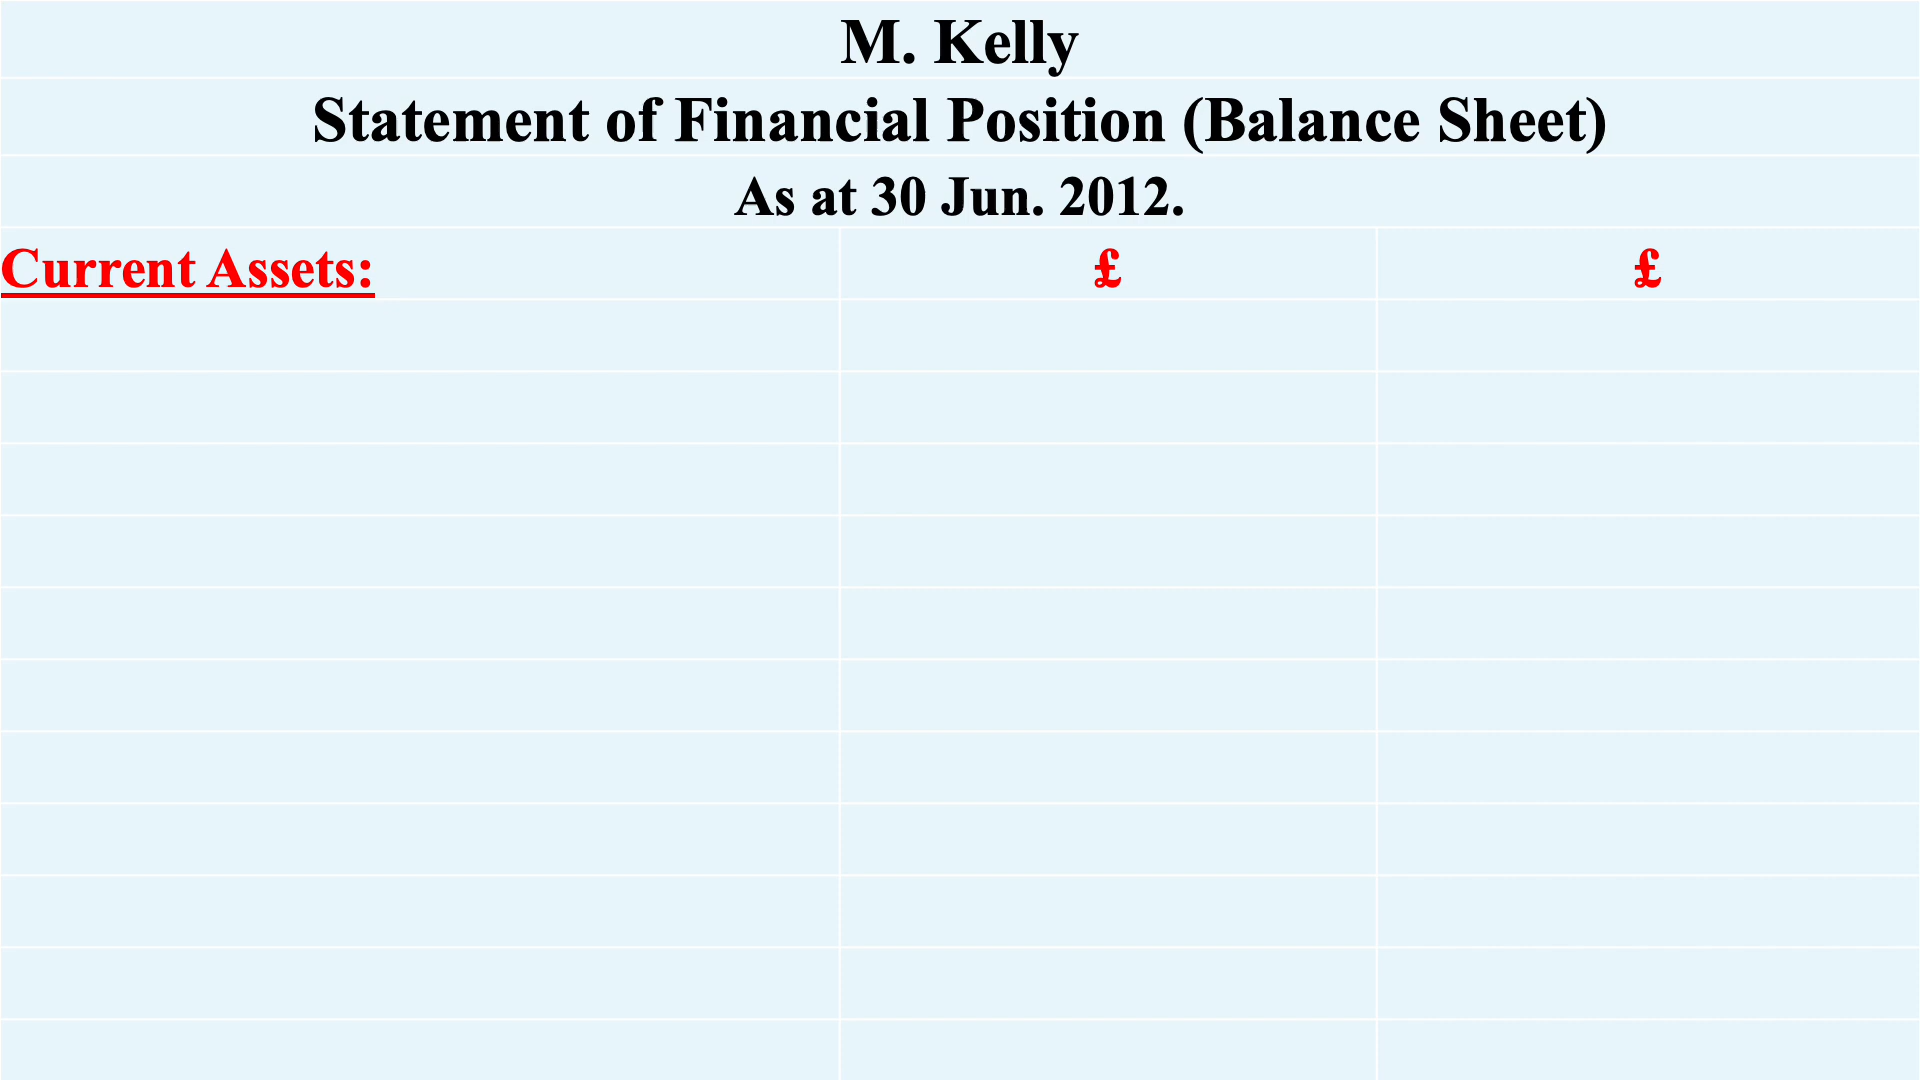 M. Kelly
Statement of Financial Position (Balance Sheet)
As at 30 Jun. 2012.
Current Assets: £ £